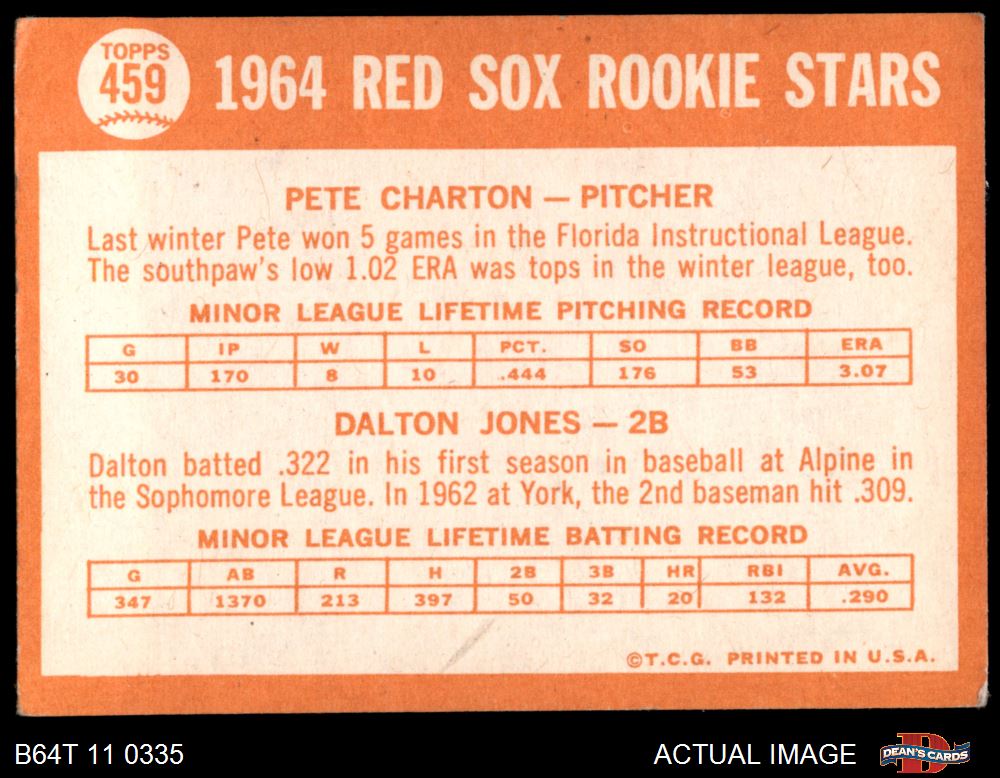 TOPPS
459
1964 RED SOX ROOKIE STARS
PETE CHARTON — PITCHER
Last winter Pete won 5 games in the Florida Instructional League.
The southpaw's low 1.02 ERA was tops in the winter league, too.
MINOR LEAGUE LIFETIME PITCHING RECORD
G IP W L PCT. SO BB ERA
30 170 8 10 .444 176 53 3.07
DALTON JONES — 2B
Dalton batted .322 in his first season in baseball at Alpine in
the Sophomore League. In 1962 at York, the 2nd baseman hit .309.
MINOR LEAGUE LIFETIME BATTING RECORD
G AB R H 2B 3B HR RBI AVG.
347 1370 213 397 50 32 20 132 .290
©T.C.G. PRINTED IN U.S.A.
B64T 11 0335
ACTUAL IMAGE
DEAN'S CARDS